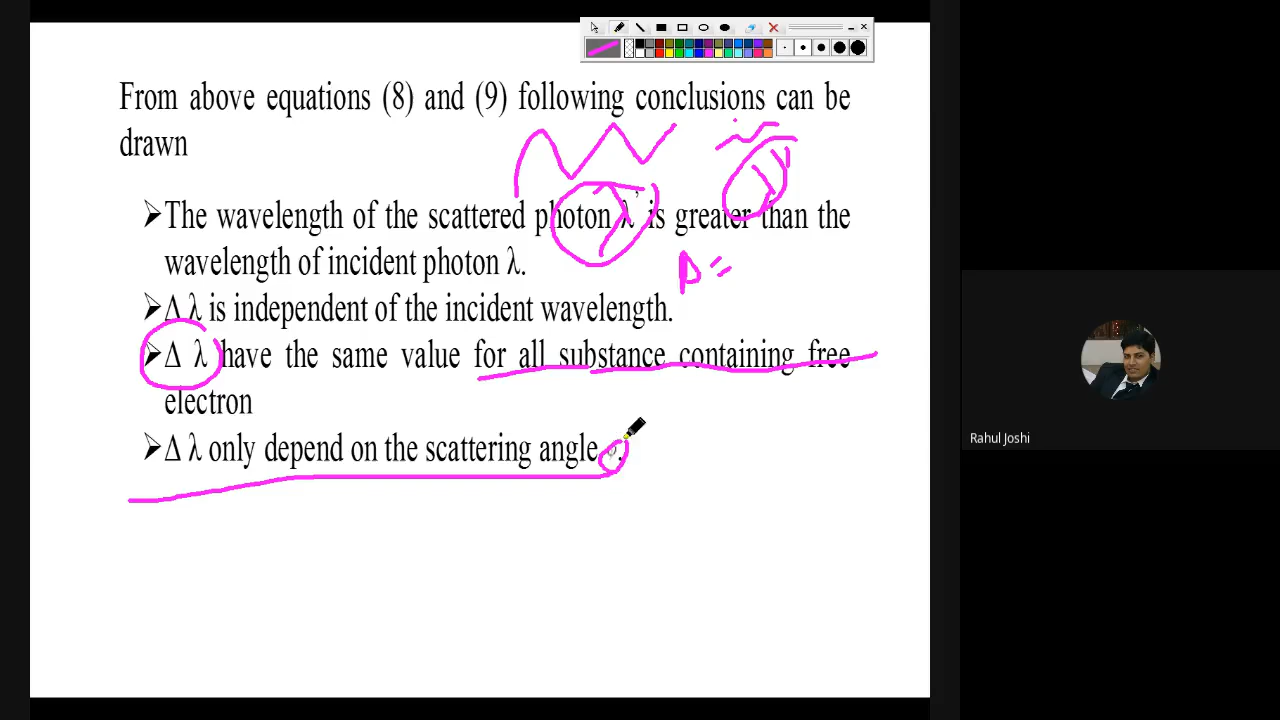 From above equations (8) and (9) following conclusions can be
drawn
➢The wavelength of the scattered photon λ’ is greater than the
wavelength of incident photon λ.
➢Δ λ is independent of the incident wavelength.
➢Δ λ have the same value for all substance containing free
electron
➢Δ λ only depend on the scattering angle
Rahul Joshi